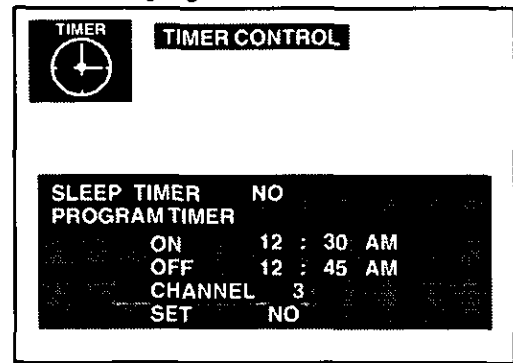 TIMER
TIMER CONTROL
SLEEP TIMER NO
PROGRAM TIMER
ON 12 : 30 AM
OFF 12 : 45 AM
CHANNEL 3
SET NO